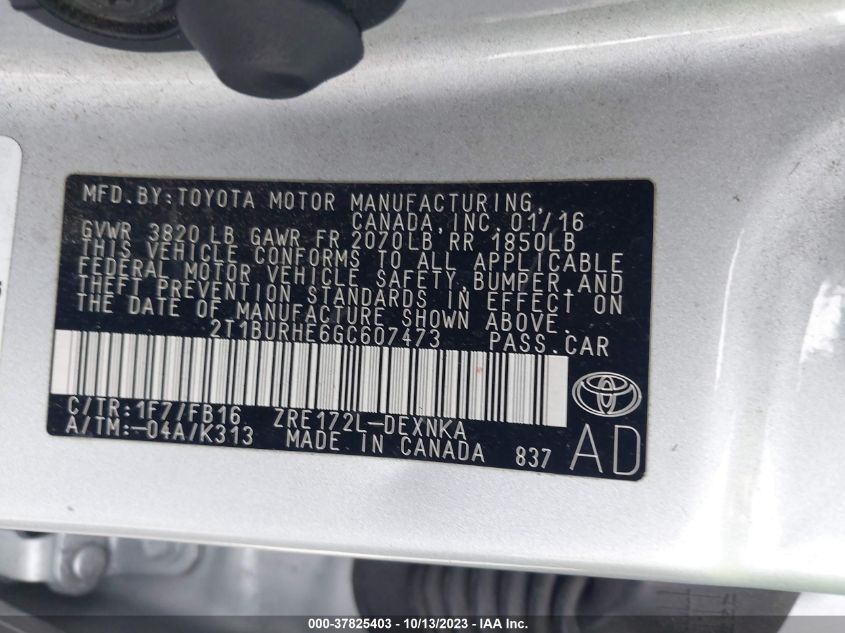 MFD.BY:TOYOTA MOTOR MANUFACTURING,
CANADA,INC. 01/16
GVWR 3820 LB GAWR FR 2070LB RR 1850LB
THIS VEHICLE CONFORMS TO ALL APPLICABLE
FEDERAL MOTOR VEHICLE SAFETY,BUMPER,AND
THEFT PREVENTION STANDARDS IN EFFECT ON
THE DATE OF MANUFACTURE SHOWN ABOVE.
2T1BURHE6GC607473 PASS.CAR
C/TR:1F7/FB16 ZRE172L-DEXNKA
A/TM:-04A/K313 MADE IN CANADA 837 AD
000-37825403 - 10/13/2023 - IAA Inc.